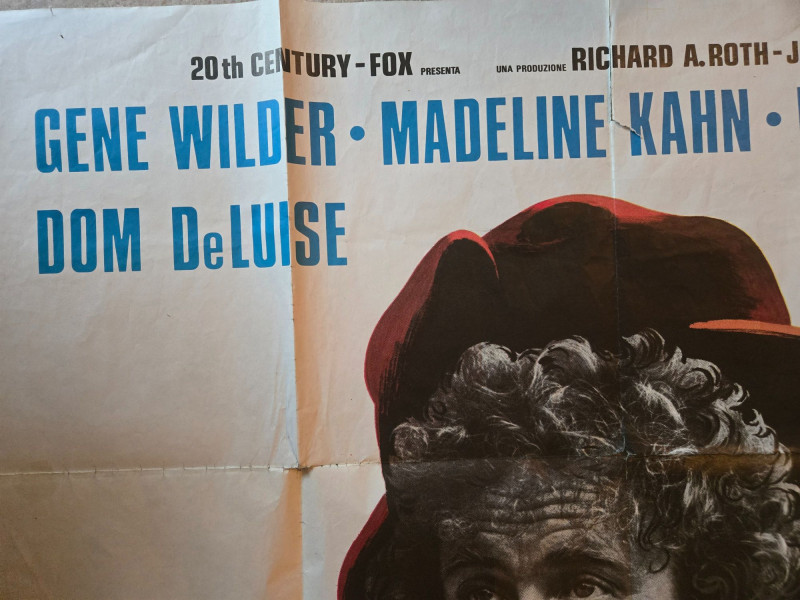 20th CENTURY-FOX PRESENTA UNA PRODUZIONE RICHARD A. ROTH-J
GENE WILDER • MADELINE KAHN •
DOM DeLUISE